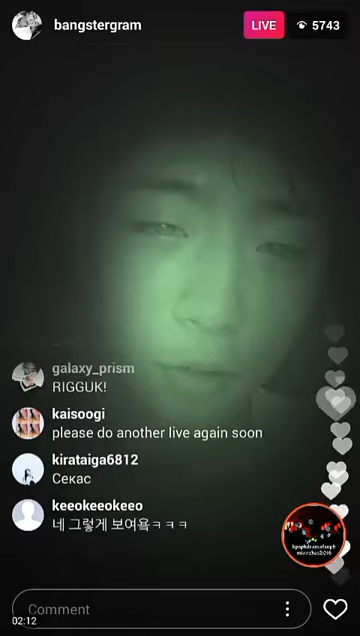 bangstergram
LIVE
5743
galaxy_prism
RIGGUK!
kaisoogi
please do another live again soon
kirataiga6812
Секас
keeokeeokeeo
네 그렇게 보여욬ㅋㅋㅋ
Comment
02:12